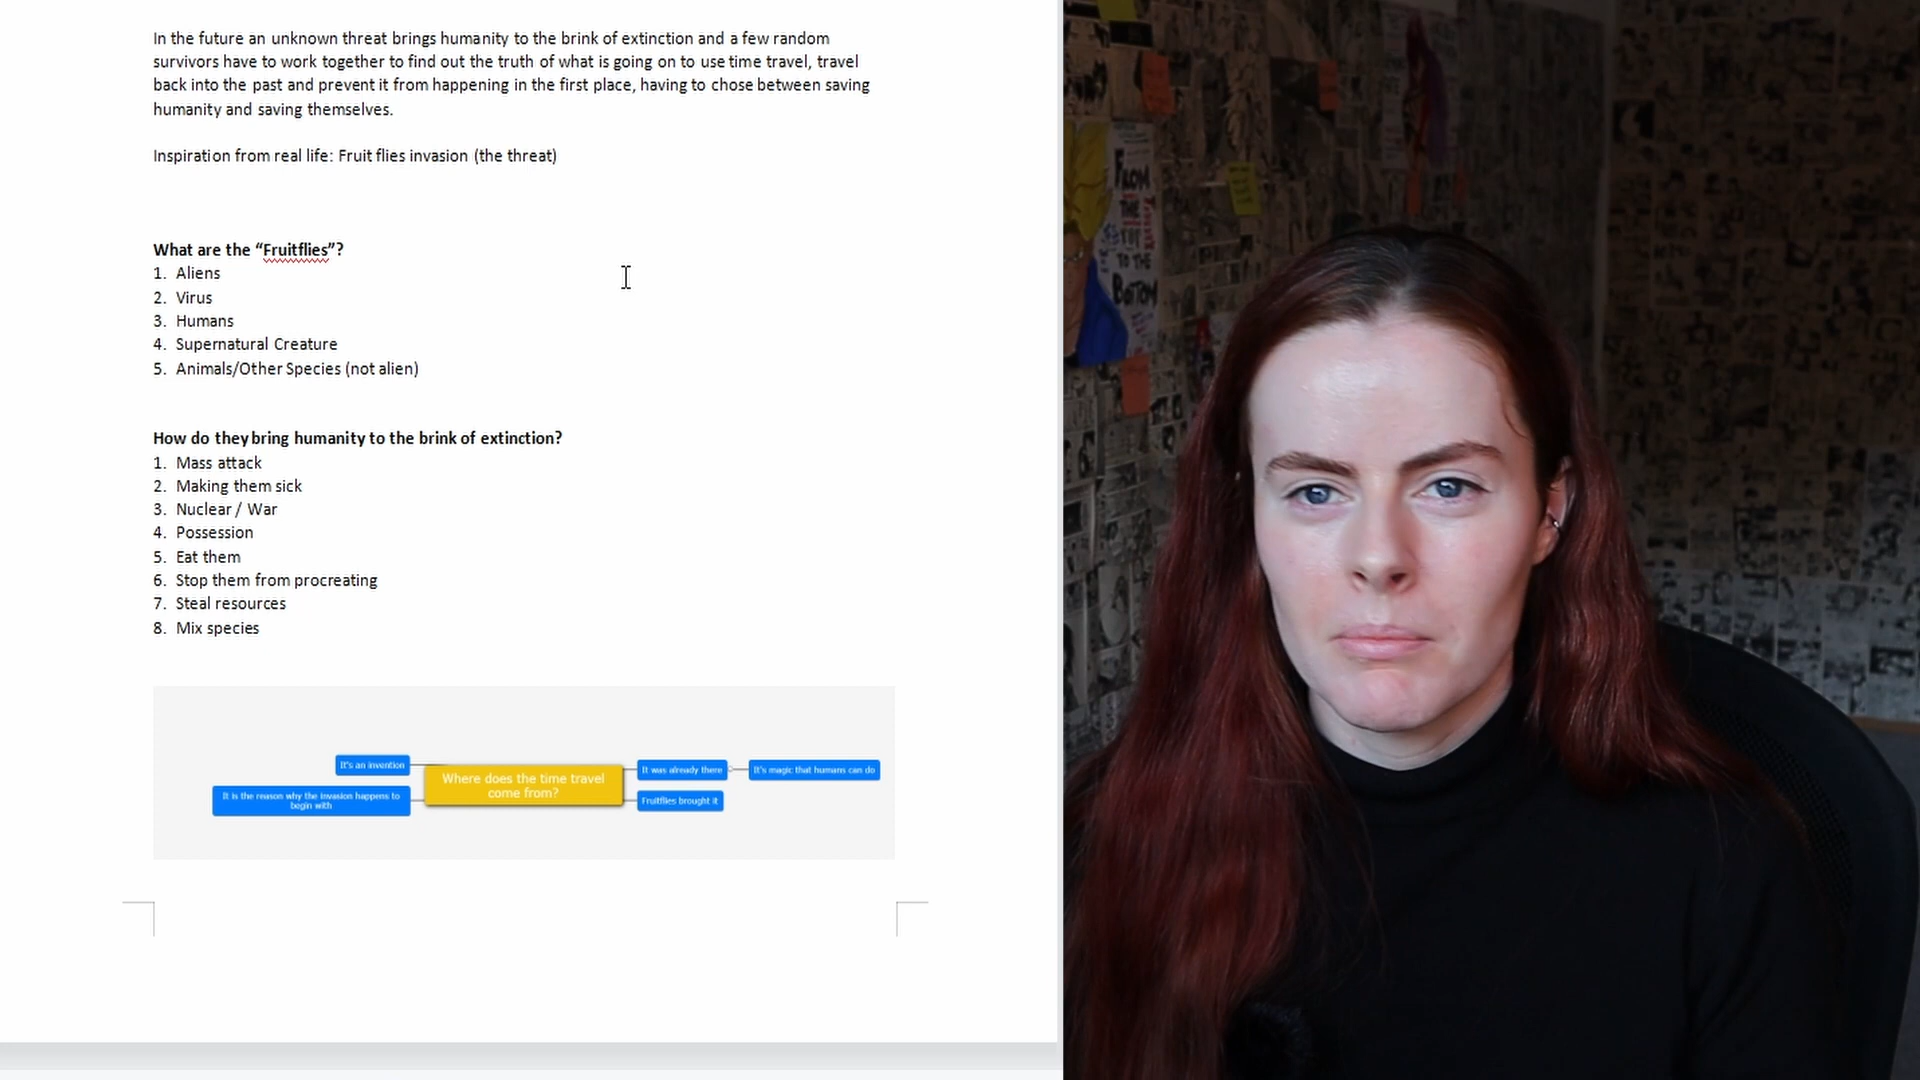 In the future an unknown threat brings humanity to the brink of extinction and a few random
survivors have to work together to find out the truth of what is going on to use time travel, travel
back into the past and prevent it from happening in the first place, having to chose between saving
humanity and saving themselves.
Inspiration from real life: Fruit flies invasion (the threat)
What are the “Fruitflies”?
1. Aliens
2. Virus
3. Humans
4. Supernatural Creature
5. Animals/Other Species (not alien)
How do they bring humanity to the brink of extinction?
1. Mass attack
2. Making them sick
3. Nuclear / War
4. Possession
5. Eat them
6. Stop them from procreating
7. Steal resources
8. Mix species
It's an invention
It is the reason why the invasion happens to
begin with
Where does the time travel
come from?
It was already there
It's magic that humans can do
Fruitflies brought it
FROM
THE
TO THE
BOTTOM